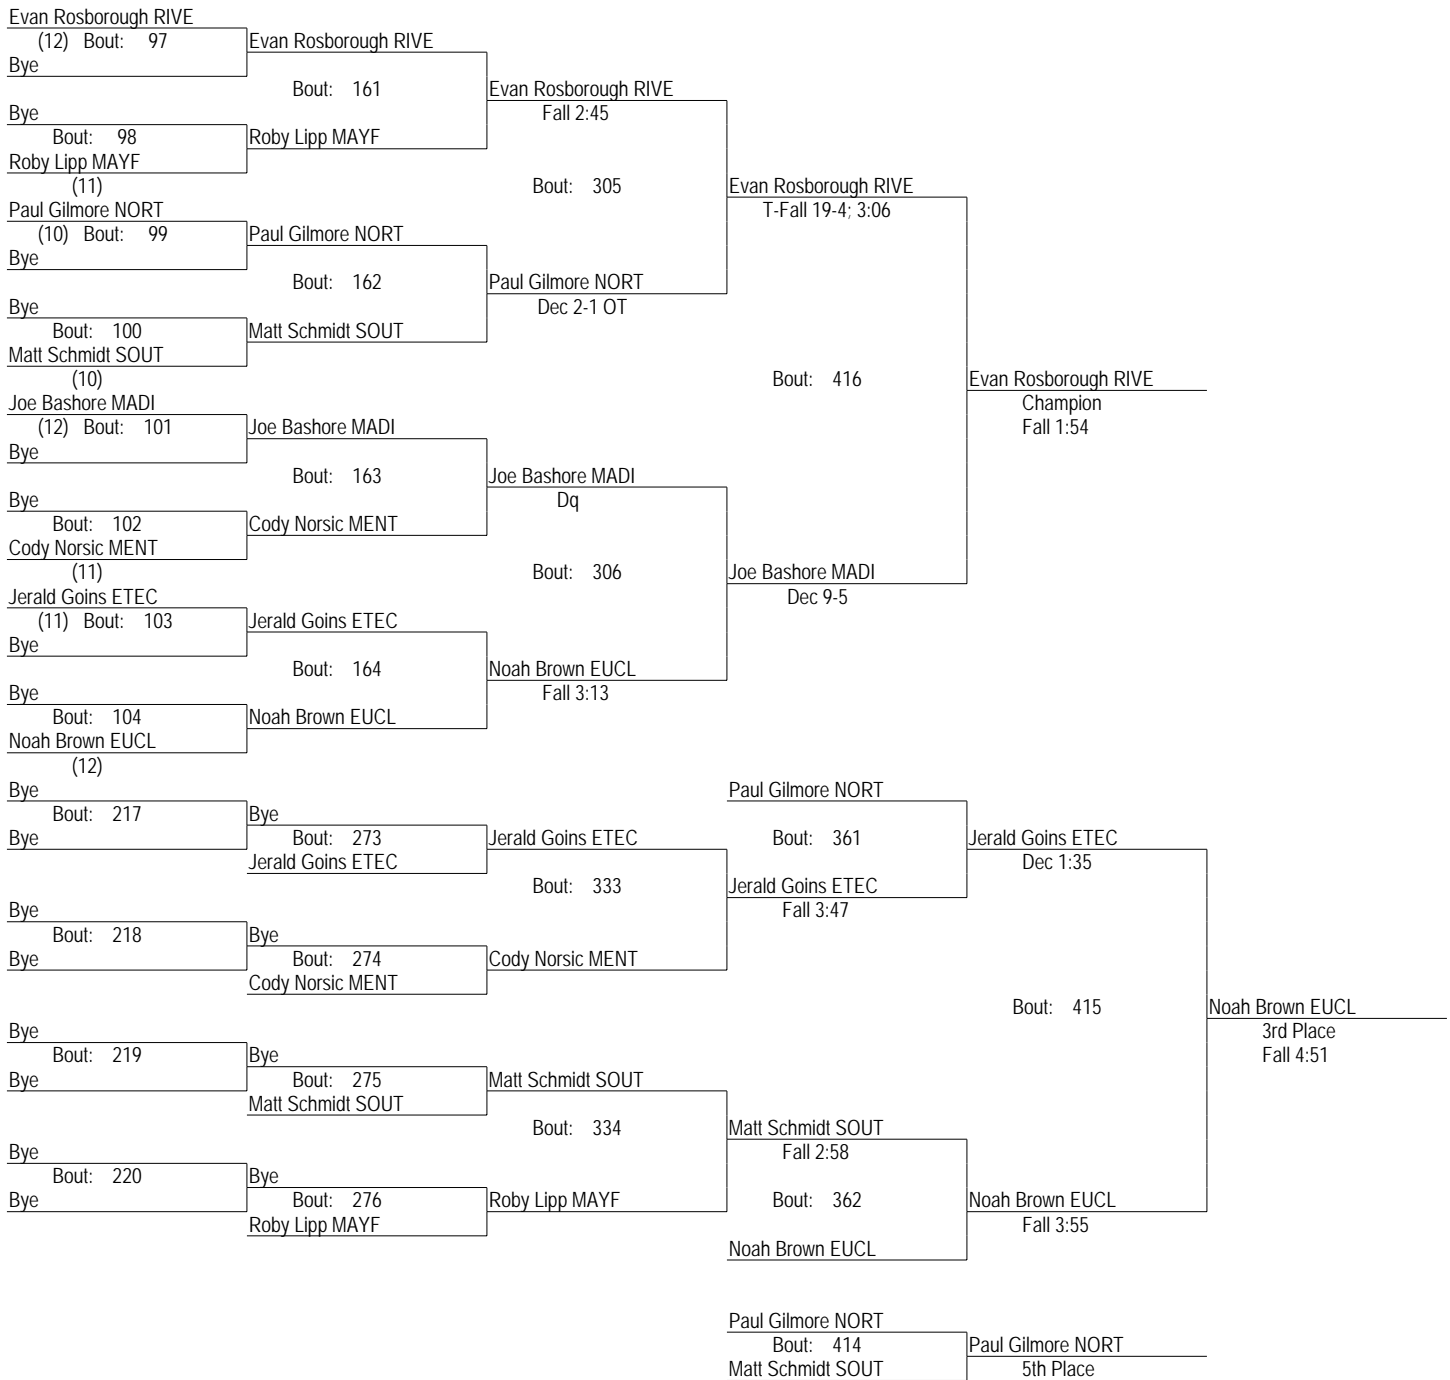 Evan Rosborough RIVE
(12) Bout: 97
Evan Rosborough RIVE
Bye
Bout: 161
Evan Rosborough RIVE
Bye
Fall 2:45
Bout: 98
Roby Lipp MAYF
Roby Lipp MAYF
(11)
Bout: 305
Evan Rosborough RIVE
Paul Gilmore NORT
T-Fall 19-4; 3:06
(10) Bout: 99
Paul Gilmore NORT
Bye
Bout: 162
Paul Gilmore NORT
Bye
Dec 2-1 OT
Bout: 100
Matt Schmidt SOUT
Matt Schmidt SOUT
(10)
Bout: 416
Evan Rosborough RIVE
Joe Bashore MADI
Champion
(12) Bout: 101
Joe Bashore MADI
Fall 1:54
Bye
Bout: 163
Joe Bashore MADI
Bye
Dq
Bout: 102
Cody Norsic MENT
Cody Norsic MENT
(11)
Bout: 306
Joe Bashore MADI
Jerald Goins ETEC
Dec 9-5
(11) Bout: 103
Jerald Goins ETEC
Bye
Bout: 164
Noah Brown EUCL
Bye
Fall 3:13
Bout: 104
Noah Brown EUCL
Noah Brown EUCL
(12)
Bye
Paul Gilmore NORT
Bout: 217
Bye
Bye
Bout: 273
Jerald Goins ETEC
Bout: 361
Jerald Goins ETEC
Jerald Goins ETEC
Dec 1:35
Bout: 333
Jerald Goins ETEC
Bye
Fall 3:47
Bout: 218
Bye
Bye
Bout: 274
Cody Norsic MENT
Cody Norsic MENT
Bout: 415
Noah Brown EUCL
Bye
3rd Place
Bout: 219
Bye
Fall 4:51
Bye
Bout: 275
Matt Schmidt SOUT
Matt Schmidt SOUT
Bout: 334
Matt Schmidt SOUT
Bye
Fall 2:58
Bout: 220
Bye
Bye
Bout: 276
Roby Lipp MAYF
Bout: 362
Noah Brown EUCL
Roby Lipp MAYF
Fall 3:55
Noah Brown EUCL
Paul Gilmore NORT
Bout: 414
Paul Gilmore NORT
Matt Schmidt SOUT
5th Place